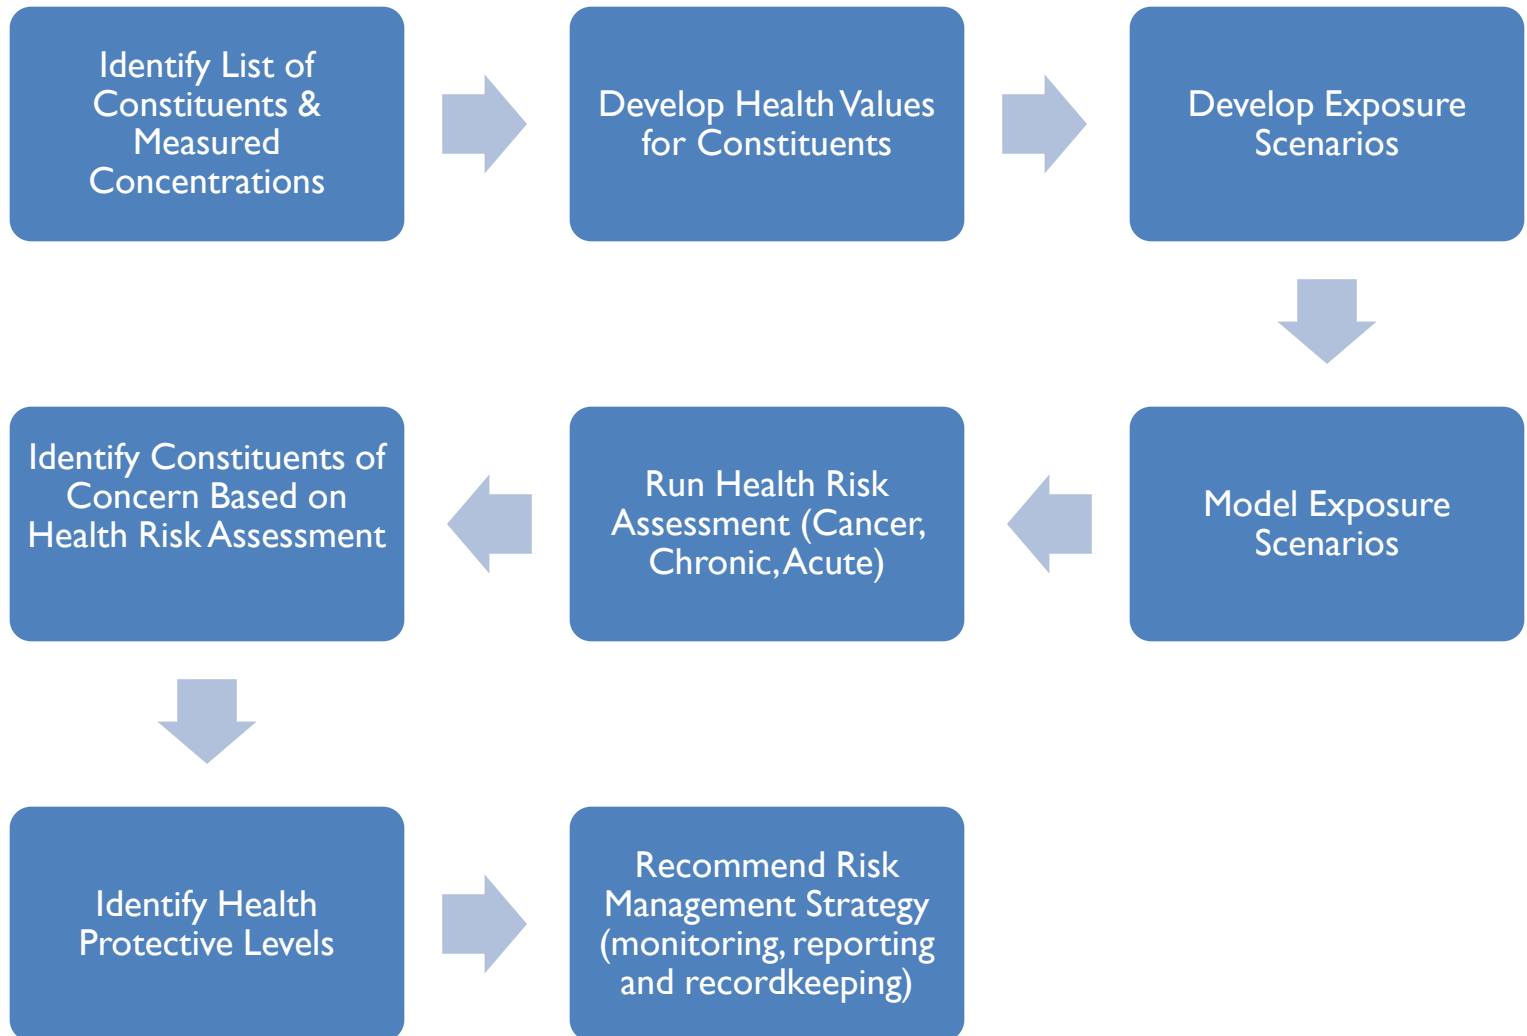 Identify List of
Constituents &
Measured
Concentrations
Develop Health Values
for Constituents
Develop Exposure
Scenarios
Model Exposure
Scenarios
Run Health Risk
Assessment (Cancer,
Chronic, Acute)
Identify Constituents of
Concern Based on
Health Risk Assessment
Identify Health
Protective Levels
Recommend Risk
Management Strategy
(monitoring, reporting
and recordkeeping)